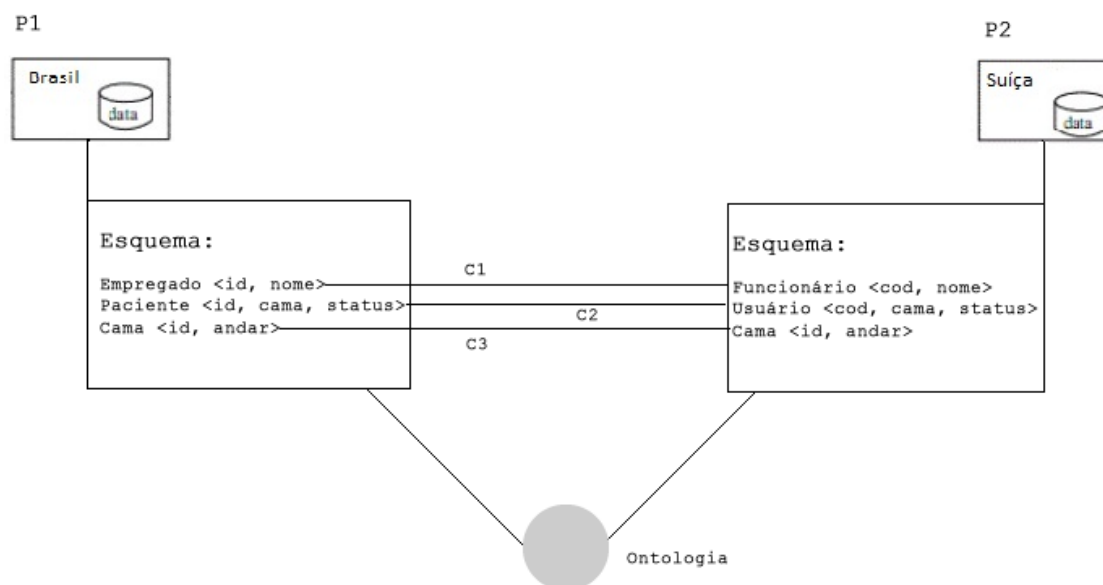 P1
P2
Brasil
data
Suíça
data
Esquema:
Empregado <id, nome>
Paciente <id, cama, status>
Cama <id, andar>
C1
C2
C3
Esquema:
Funcionário <cod, nome>
Usuário <cod, cama, status>
Cama <id, andar>
Ontologia